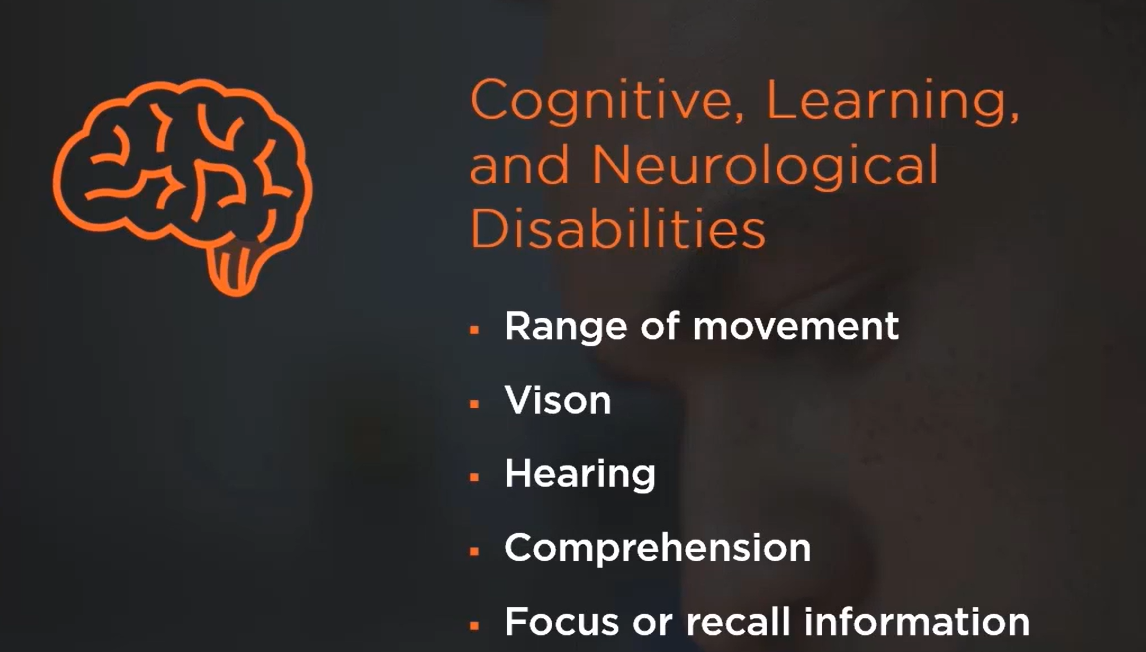 Cognitive, Learning,
and Neurological
Disabilities
▪ Range of movement
▪ Vison
▪ Hearing
▪ Comprehension
▪ Focus or recall information